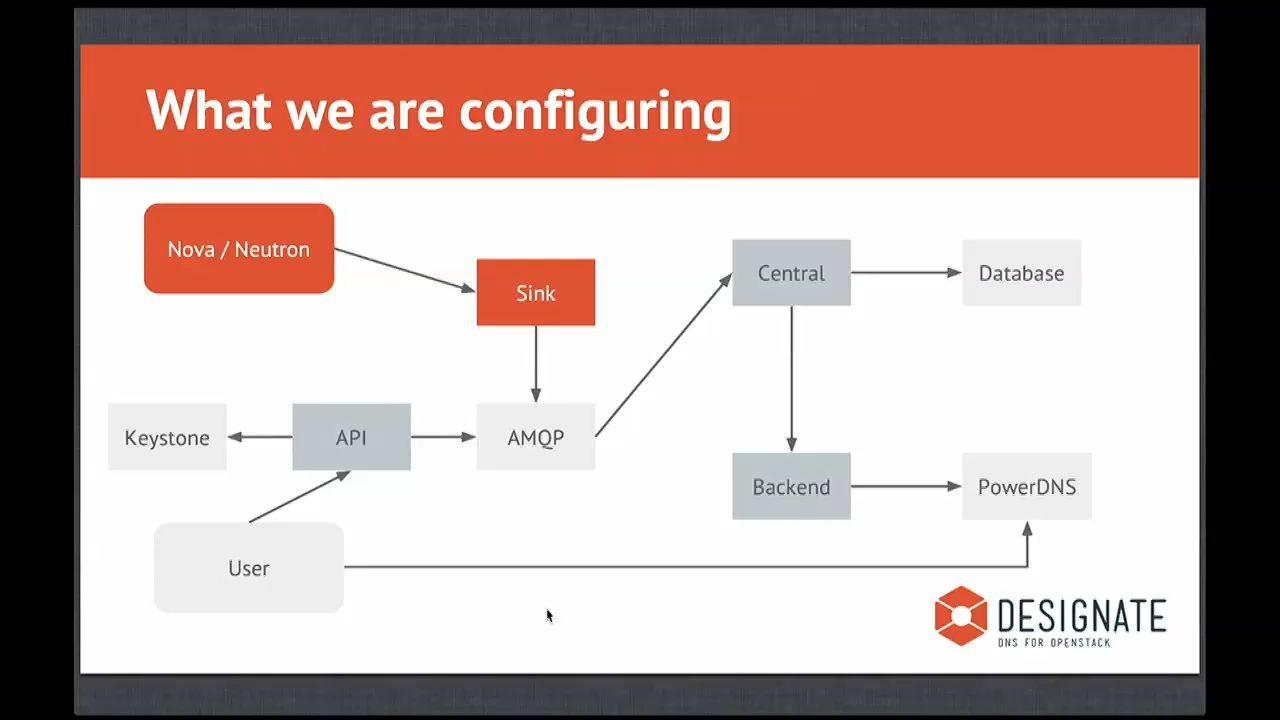 What we are configuring
Nova / Neutron
Sink
Central
Database
Keystone
API
AMQP
Backend
PowerDNS
User
DESIGNATE
DNS FOR OPENSTACK